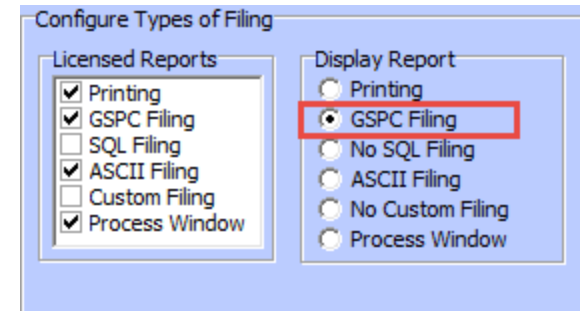 Configure Types of Filing
Licensed Reports
Printing
GSPC Filing
SQL Filing
ASCII Filing
Custom Filing
Process Window
Display Report
Printing
GSPC Filing
No SQL Filing
ASCII Filing
No Custom Filing
Process Window